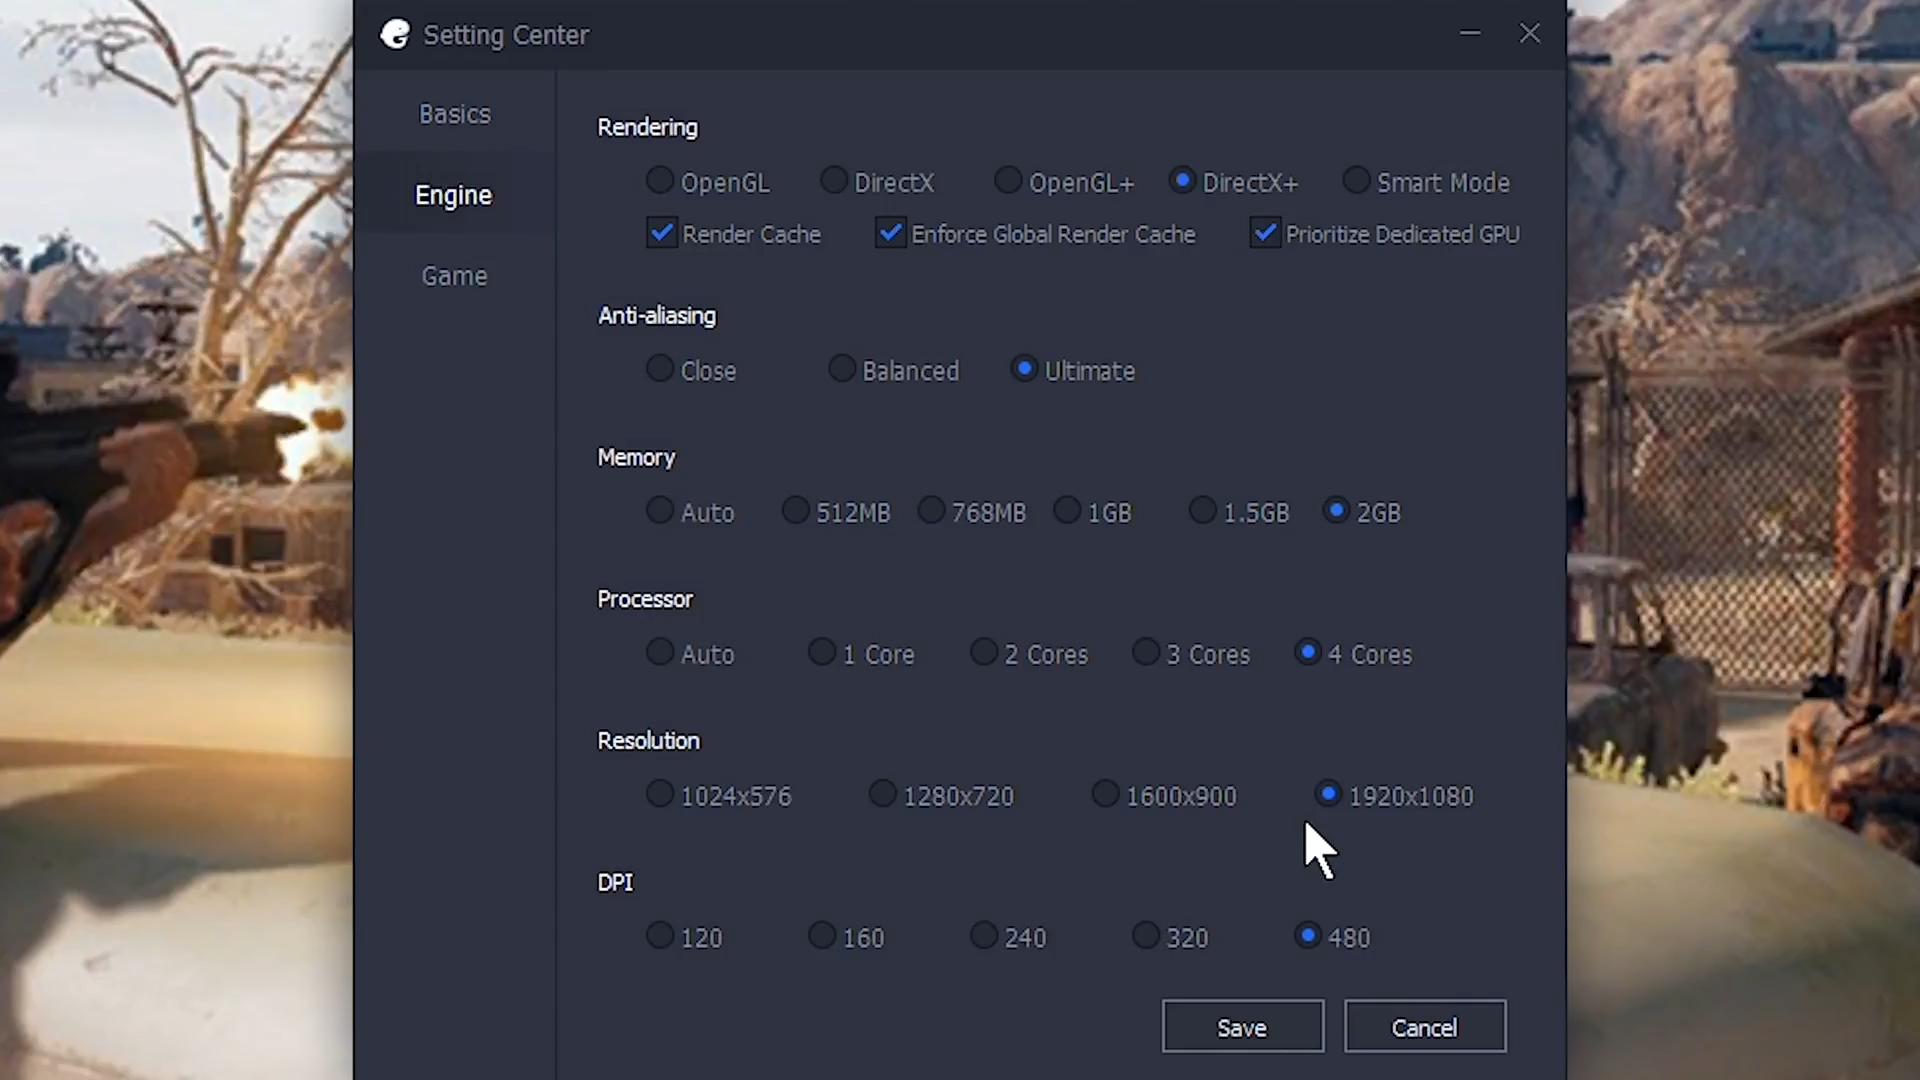 Setting Center
Basics
Engine
Game
Rendering
OpenGL DirectX OpenGL+ DirectX+ Smart Mode
Render Cache Enforce Global Render Cache Prioritize Dedicated GPU
Anti-aliasing
Close Balanced Ultimate
Memory
Auto 512MB 768MB 1GB 1.5GB 2GB
Processor
Auto 1 Core 2 Cores 3 Cores 4 Cores
Resolution
1024x576 1280x720 1600x900 1920x1080
DPI
120 160 240 320 480
Save Cancel